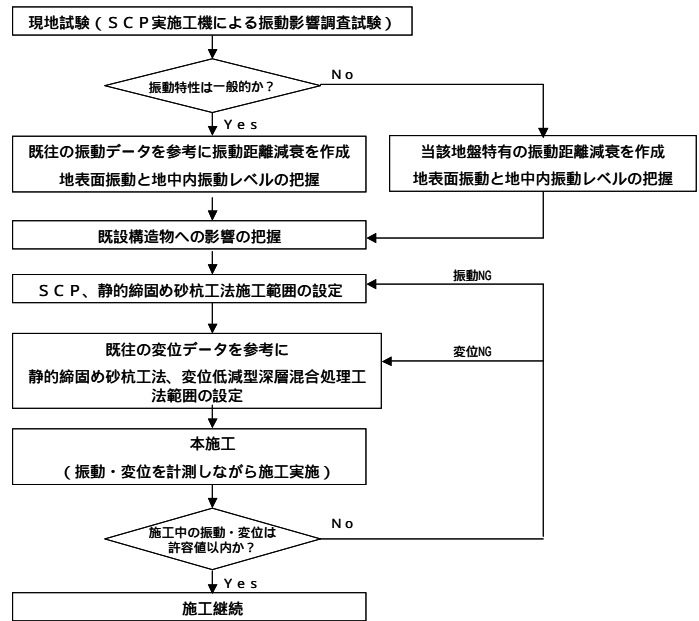 現地試験（ＳＣＰ実施工機による振動影響調査試験）
振動特性は一般的か？
Ｎｏ
Ｙｅｓ
既往の振動データを参考に振動距離減衰を作成
地表面振動と地中内振動レベルの把握
当該地盤特有の振動距離減衰を作成
地表面振動と地中内振動レベルの把握
既設構造物への影響の把握
振動NG
ＳＣＰ、静的締固め砂杭工法施工範囲の設定
既往の変位データを参考に
変位NG
静的締固め砂杭工法、変位低減型深層混合処理工
法範囲の設定
本施工
（振動・変位を計測しながら施工実施）
Ｎｏ
施工中の振動・変位は
許容値以内か？
Ｙｅｓ
施工継続